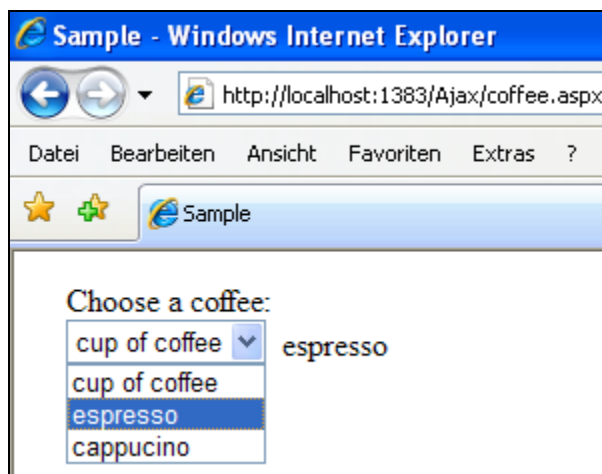 Sample - Windows Internet Explorer
http://localhost:1383/Ajax/coffee.aspx
Datei Bearbeiten Ansicht Favoriten Extras ?
Sample
Choose a coffee:
cup of coffee espresso
cup of coffee
espresso
cappucino